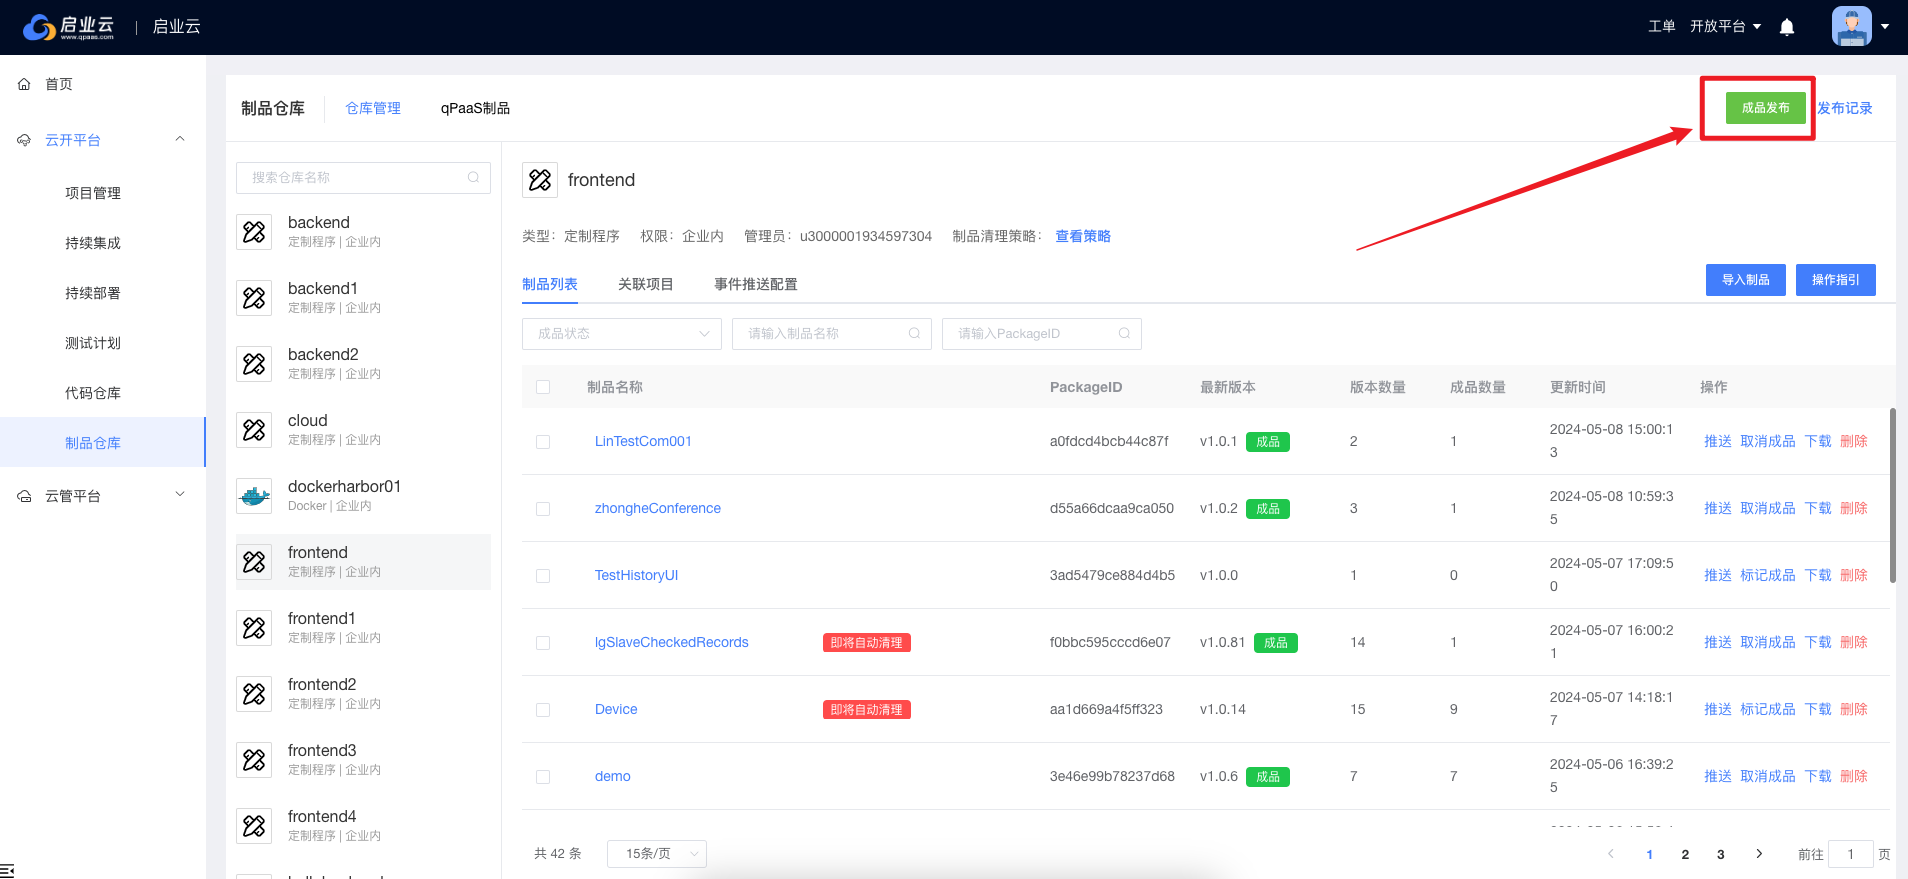 启业云
www.qpaas.com
启业云
工单 开放平台
首页
云开平台
项目管理
持续集成
持续部署
测试计划
代码仓库
制品仓库
云管平台
制品仓库 仓库管理 qPaaS制品 成品发布 发布记录
搜索仓库名称
backend
定制程序 | 企业内
backend1
定制程序 | 企业内
backend2
定制程序 | 企业内
cloud
定制程序 | 企业内
dockerharbor01
Docker | 企业内
frontend
定制程序 | 企业内
frontend1
定制程序 | 企业内
frontend2
定制程序 | 企业内
frontend3
定制程序 | 企业内
frontend4
定制程序 | 企业内
frontend
类型： 定制程序 权限： 企业内 管理员： u3000001934597304 制品清理策略： 查看策略
制品列表 关联项目 事件推送配置 导入制品 操作指引
成品状态 请输入制品名称 请输入PackageID
制品名称 PackageID 最新版本 版本数量 成品数量 更新时间 操作
LinTestCom001 a0fdcd4bcb44c87f v1.0.1 成品 2 1 2024-05-08 15:00:1
3 推送 取消成品 下载 删除
zhongheConference d55a66dcaa9ca050 v1.0.2 成品 3 1 2024-05-08 10:59:3
5 推送 取消成品 下载 删除
TestHistoryUI 3ad5479ce884d4b5 v1.0.0 1 0 2024-05-07 17:09:5
0 推送 标记成品 下载 删除
lgSlaveCheckedRecords 即将自动清理 f0bbc595cccd6e07 v1.0.81 成品 14 1 2024-05-07 16:00:2
1 推送 取消成品 下载 删除
Device 即将自动清理 aa1d669a4f5ff323 v1.0.14 15 9 2024-05-07 14:18:1
7 推送 标记成品 下载 删除
demo 3e46e99b78237d68 v1.0.6 成品 7 7 2024-05-06 16:39:2
5 推送 取消成品 下载 删除
共 42 条 15条/页 1 2 3 前往 1 页